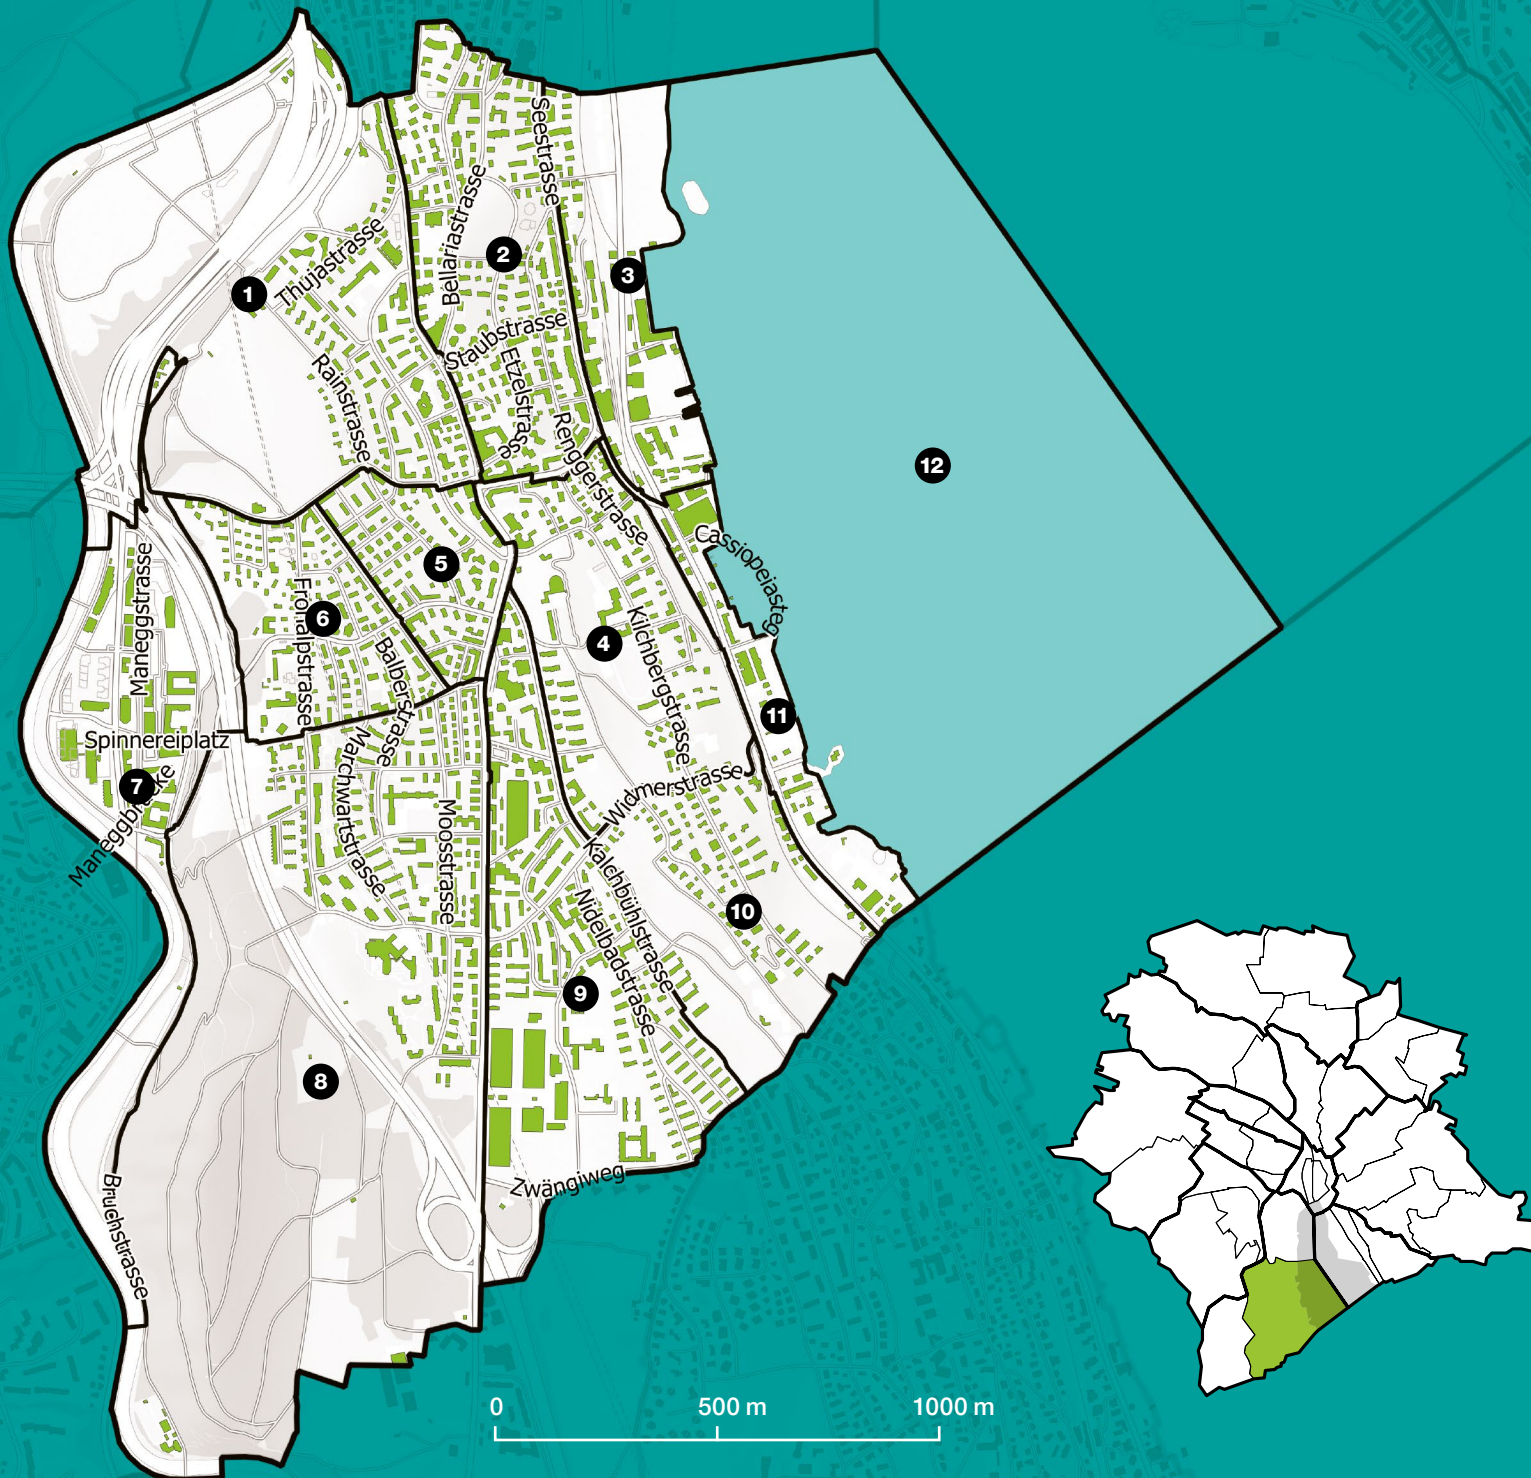 Seestrasse
Bellariastrasse
2
3
Thujastrasse
1
Staubstrasse
Etzelstrasse
Rainstrasse
Renggerstrasse
12
Cassiopeiasteg
5
Maneggstrasse
Fronalpstrasse
6
Kilchbergstrasse
4
Balberstrasse
11
Spinnereiplatz
7
Maneggbrücke
Marchwartstrasse
Moosstrasse
Widmerstrasse
Kalchbühlstrasse
Nidelbadstrasse
10
9
8
Zwängiweg
Bruchstrasse
0 500 m 1000 m